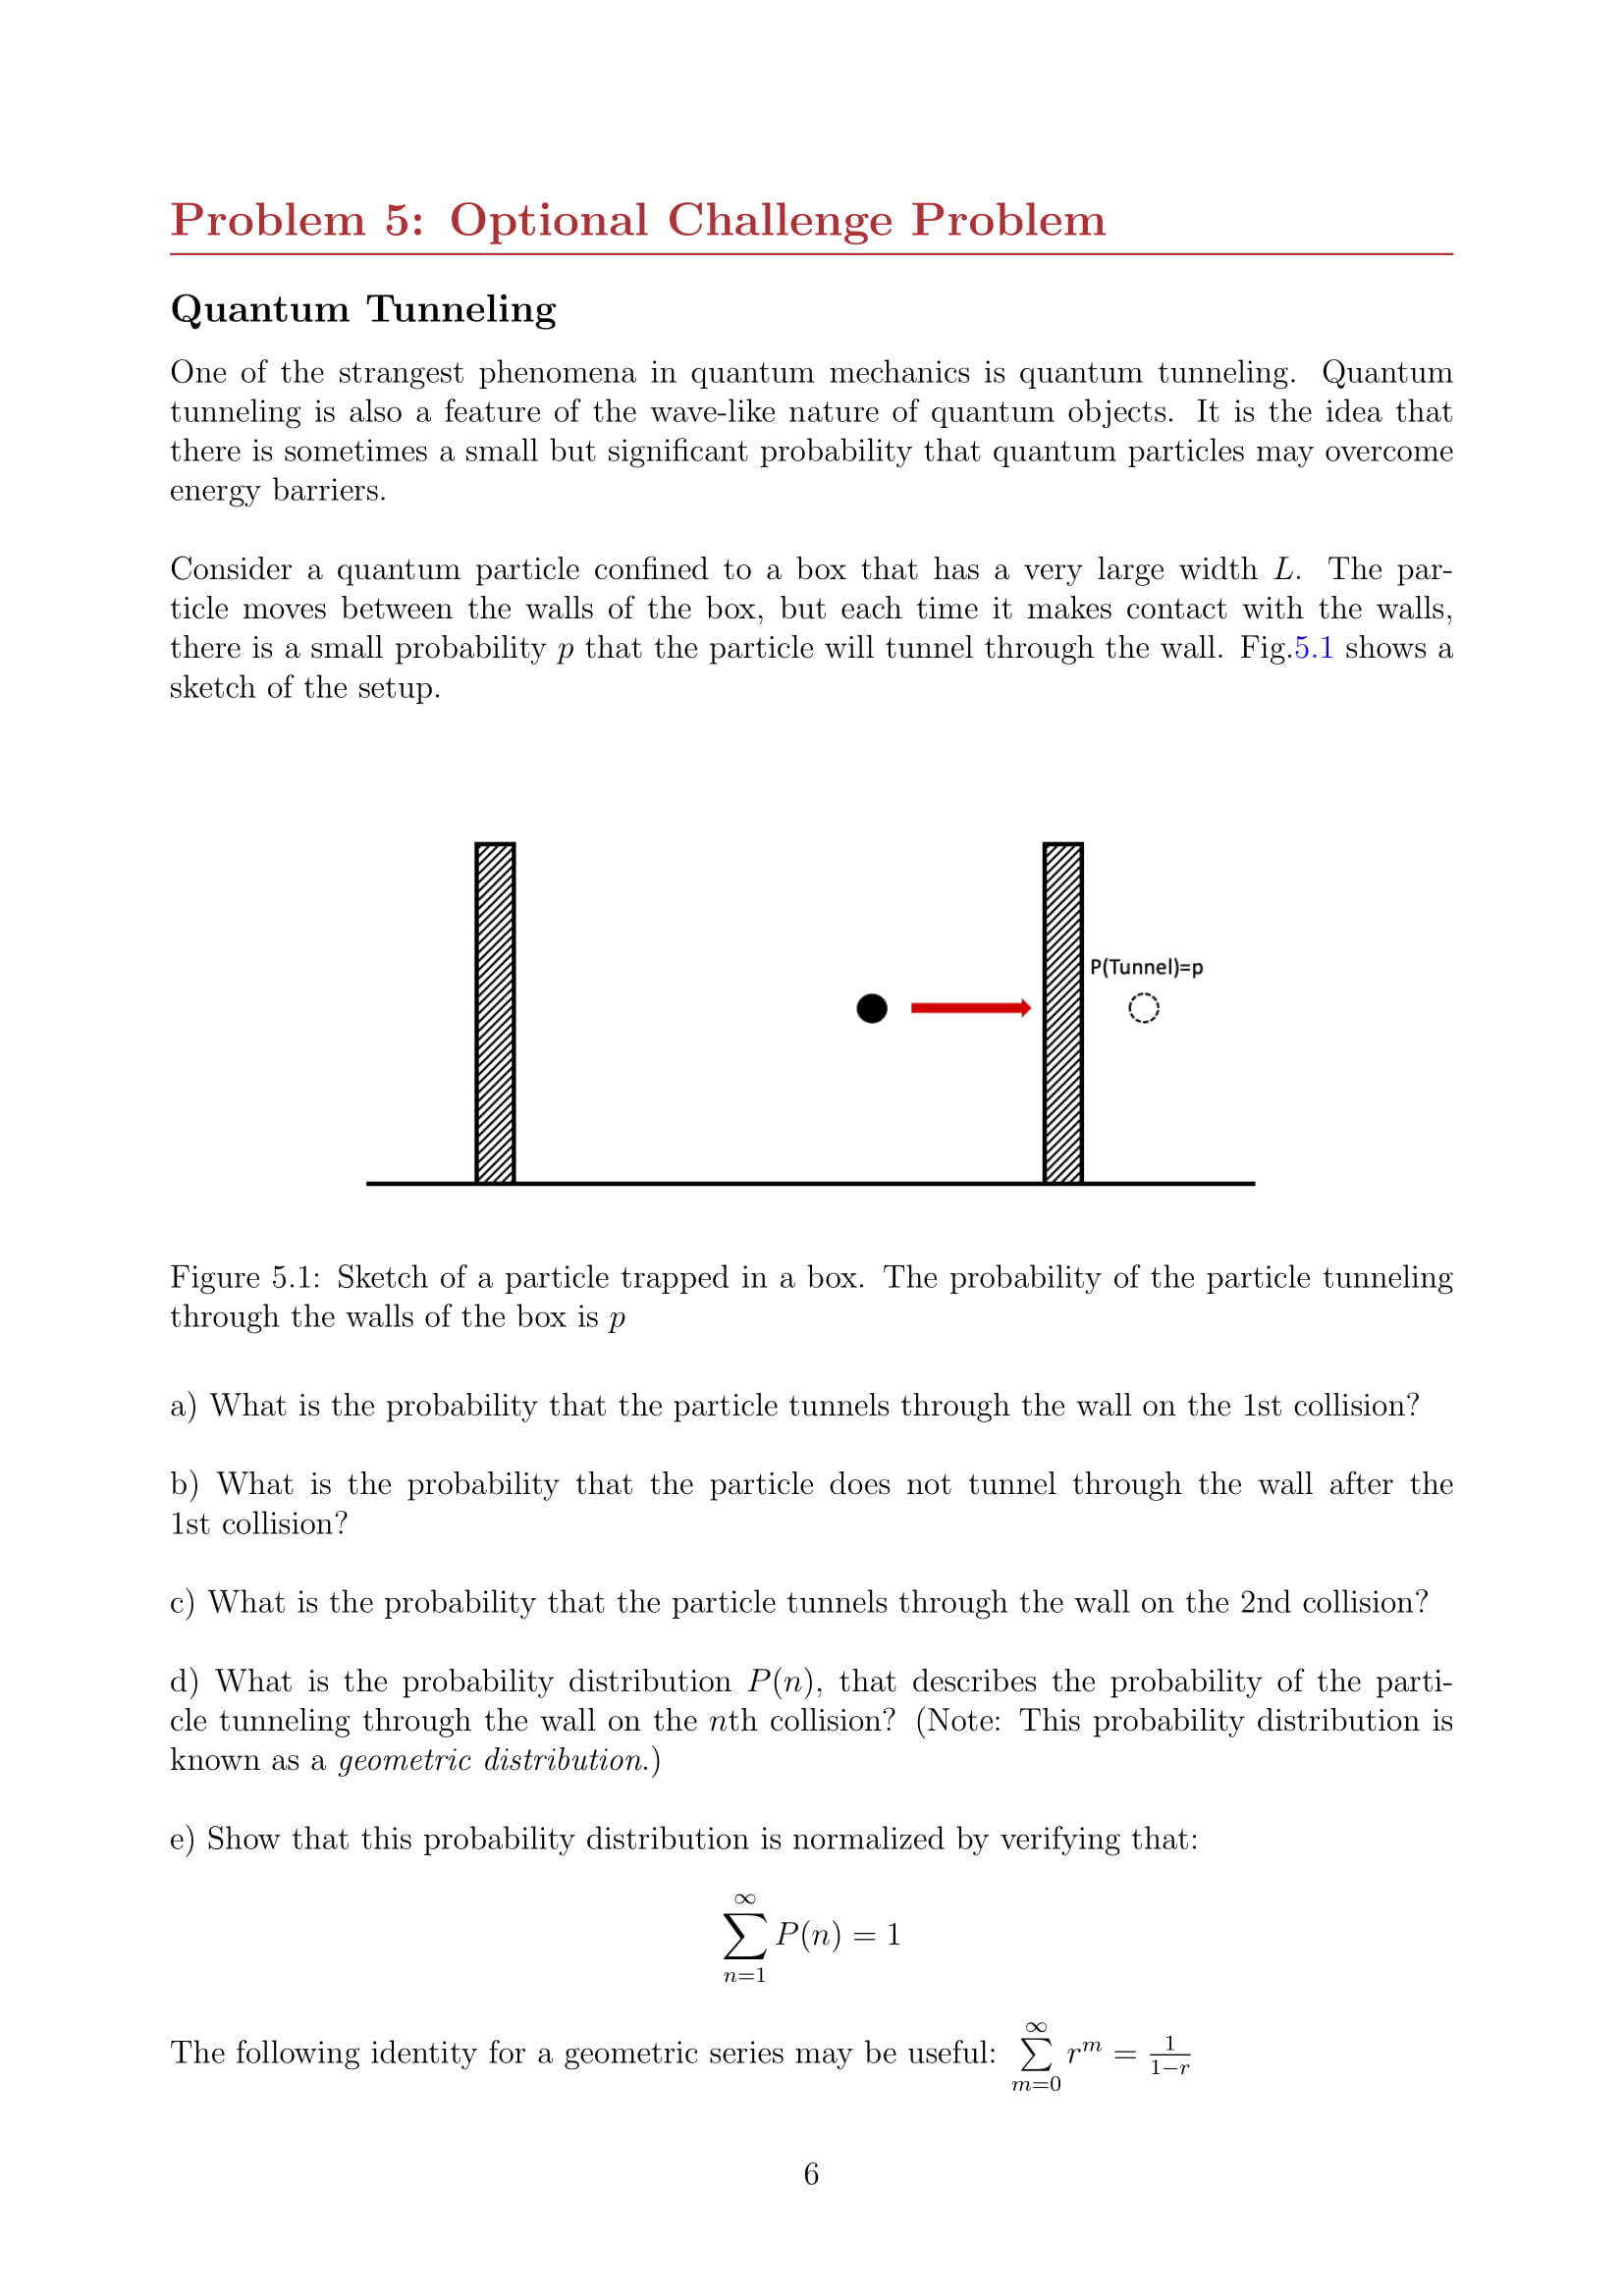 Problem 5: Optional Challenge Problem
Quantum Tunneling
One of the strangest phenomena in quantum mechanics is quantum tunneling. Quantum
tunneling is also a feature of the wave-like nature of quantum objects. It is the idea that
there is sometimes a small but significant probability that quantum particles may overcome
energy barriers.
Consider a quantum particle confined to a box that has a very large width L. The par-
ticle moves between the walls of the box, but each time it makes contact with the walls,
there is a small probability p that the particle will tunnel through the wall. Fig.5.1 shows a
sketch of the setup.
P(Tunnel)=p
Figure 5.1: Sketch of a particle trapped in a box. The probability of the particle tunneling
through the walls of the box is p
a) What is the probability that the particle tunnels through the wall on the 1st collision?
b) What is the probability that the particle does not tunnel through the wall after the
1st collision?
c) What is the probability that the particle tunnels through the wall on the 2nd collision?
d) What is the probability distribution P(n), that describes the probability of the parti-
cle tunneling through the wall on the nth collision? (Note: This probability distribution is
known as a geometric distribution.)
e) Show that this probability distribution is normalized by verifying that:
∑_{n=1}^{∞} P(n) = 1
The following identity for a geometric series may be useful: ∑_{m=0}^{∞} r^m = 1/(1−r)
6